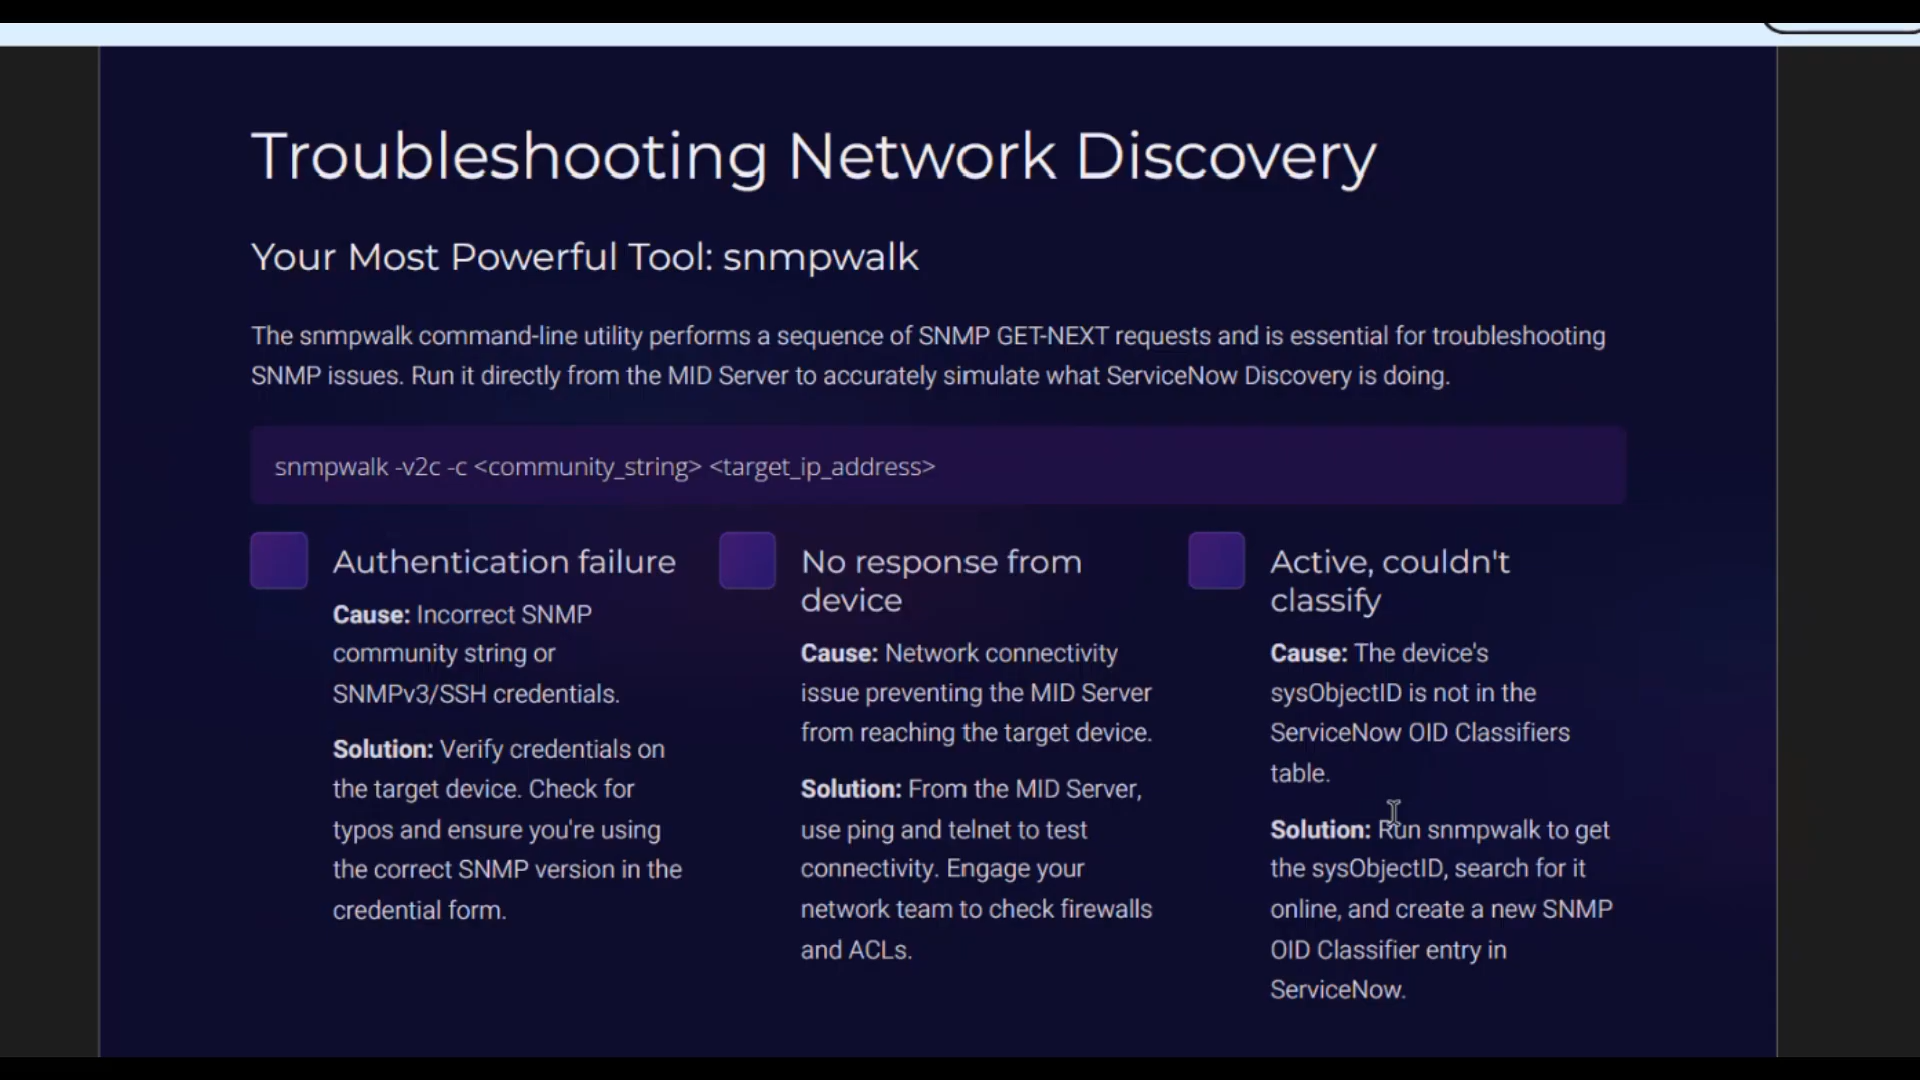 Troubleshooting Network Discovery
Your Most Powerful Tool: snmpwalk
The snmpwalk command-line utility performs a sequence of SNMP GET-NEXT requests and is essential for troubleshooting
SNMP issues. Run it directly from the MID Server to accurately simulate what ServiceNow Discovery is doing.
snmpwalk -v2c -c <community_string> <target_ip_address>
Authentication failure
Cause: Incorrect SNMP
community string or
SNMPv3/SSH credentials.
Solution: Verify credentials on
the target device. Check for
typos and ensure you're using
the correct SNMP version in the
credential form.
No response from
device
Cause: Network connectivity
issue preventing the MID Server
from reaching the target device.
Solution: From the MID Server,
use ping and telnet to test
connectivity. Engage your
network team to check firewalls
and ACLs.
Active, couldn't
classify
Cause: The device's
sysObjectID is not in the
ServiceNow OID Classifiers
table.
Solution: Run snmpwalk to get
the sysObjectID, search for it
online, and create a new SNMP
OID Classifier entry in
ServiceNow.